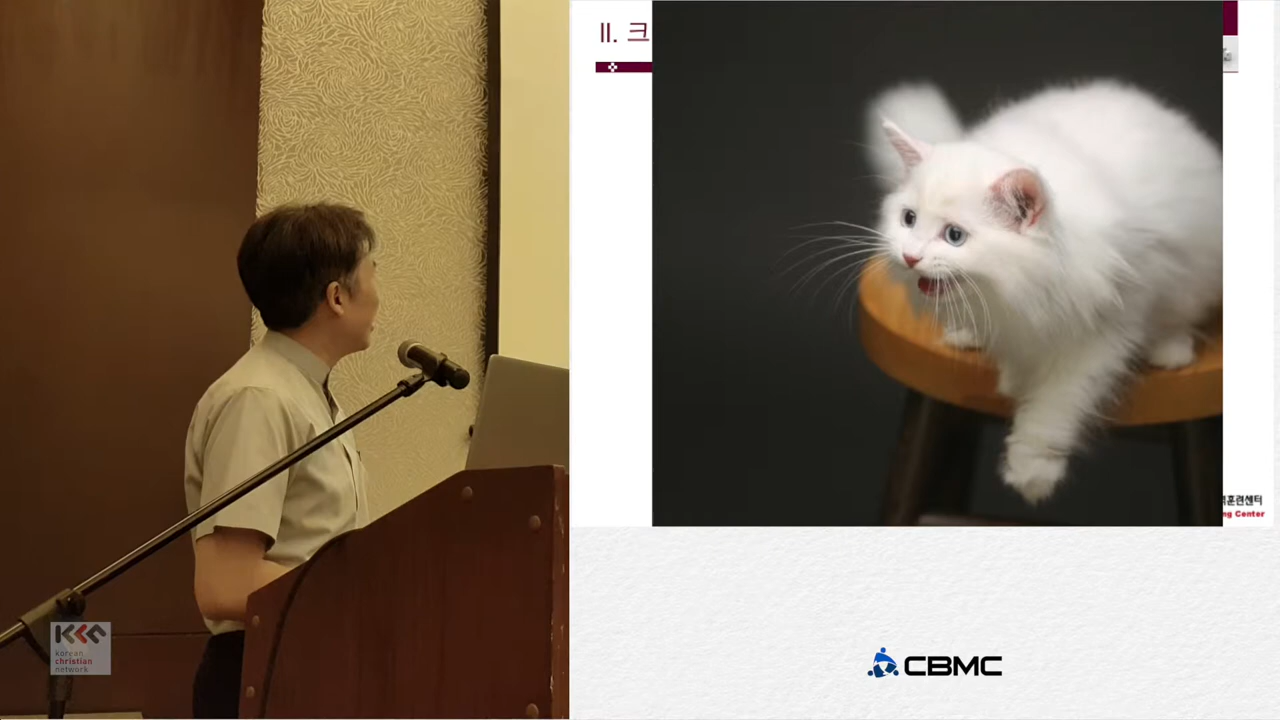 II. 크
훈련센터
ng Center
korean
christian
network
CBMC